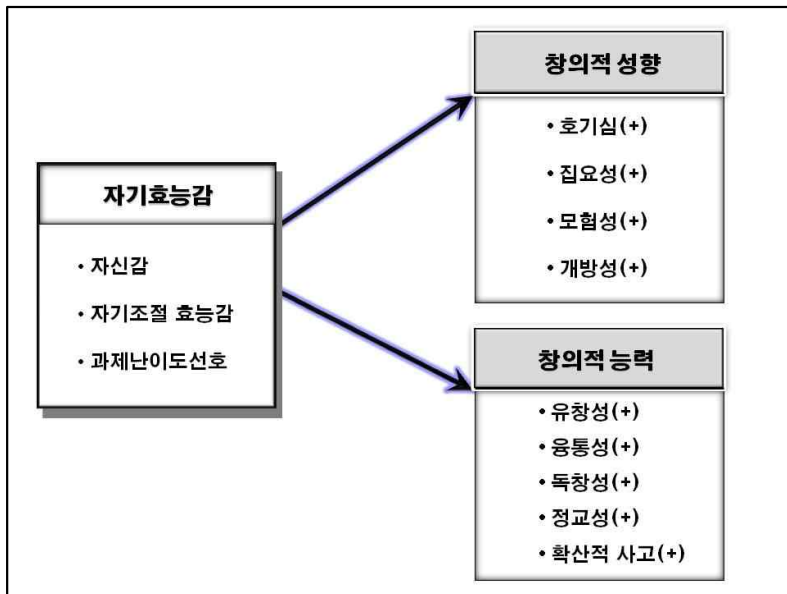 자기효능감
• 자신감
• 자기조절 효능감
• 과제난이도선호
창의적 성향
• 호기심(+)
• 집요성(+)
• 모험성(+)
• 개방성(+)
창의적 능력
• 유창성(+)
• 융통성(+)
• 독창성(+)
• 정교성(+)
• 확산적 사고(+)